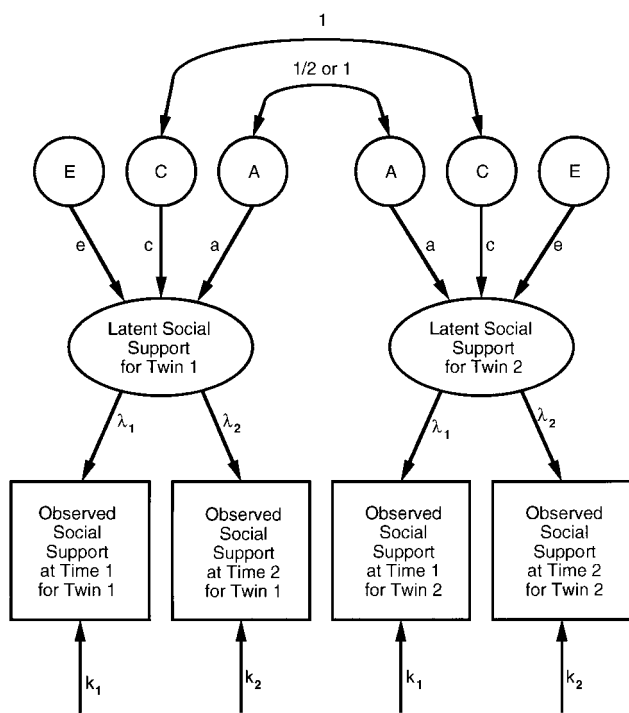 1
1/2 or 1
E
C
A
A
C
E
e
c
a
a
c
e
Latent Social
Support
for Twin 1
Latent Social
Support
for Twin 2
λ1
λ2
λ1
λ2
Observed
Social
Support
at Time 1
for Twin 1
Observed
Social
Support
at Time 2
for Twin 1
Observed
Social
Support
at Time 1
for Twin 2
Observed
Social
Support
at Time 2
for Twin 2
k1
k2
k1
k2